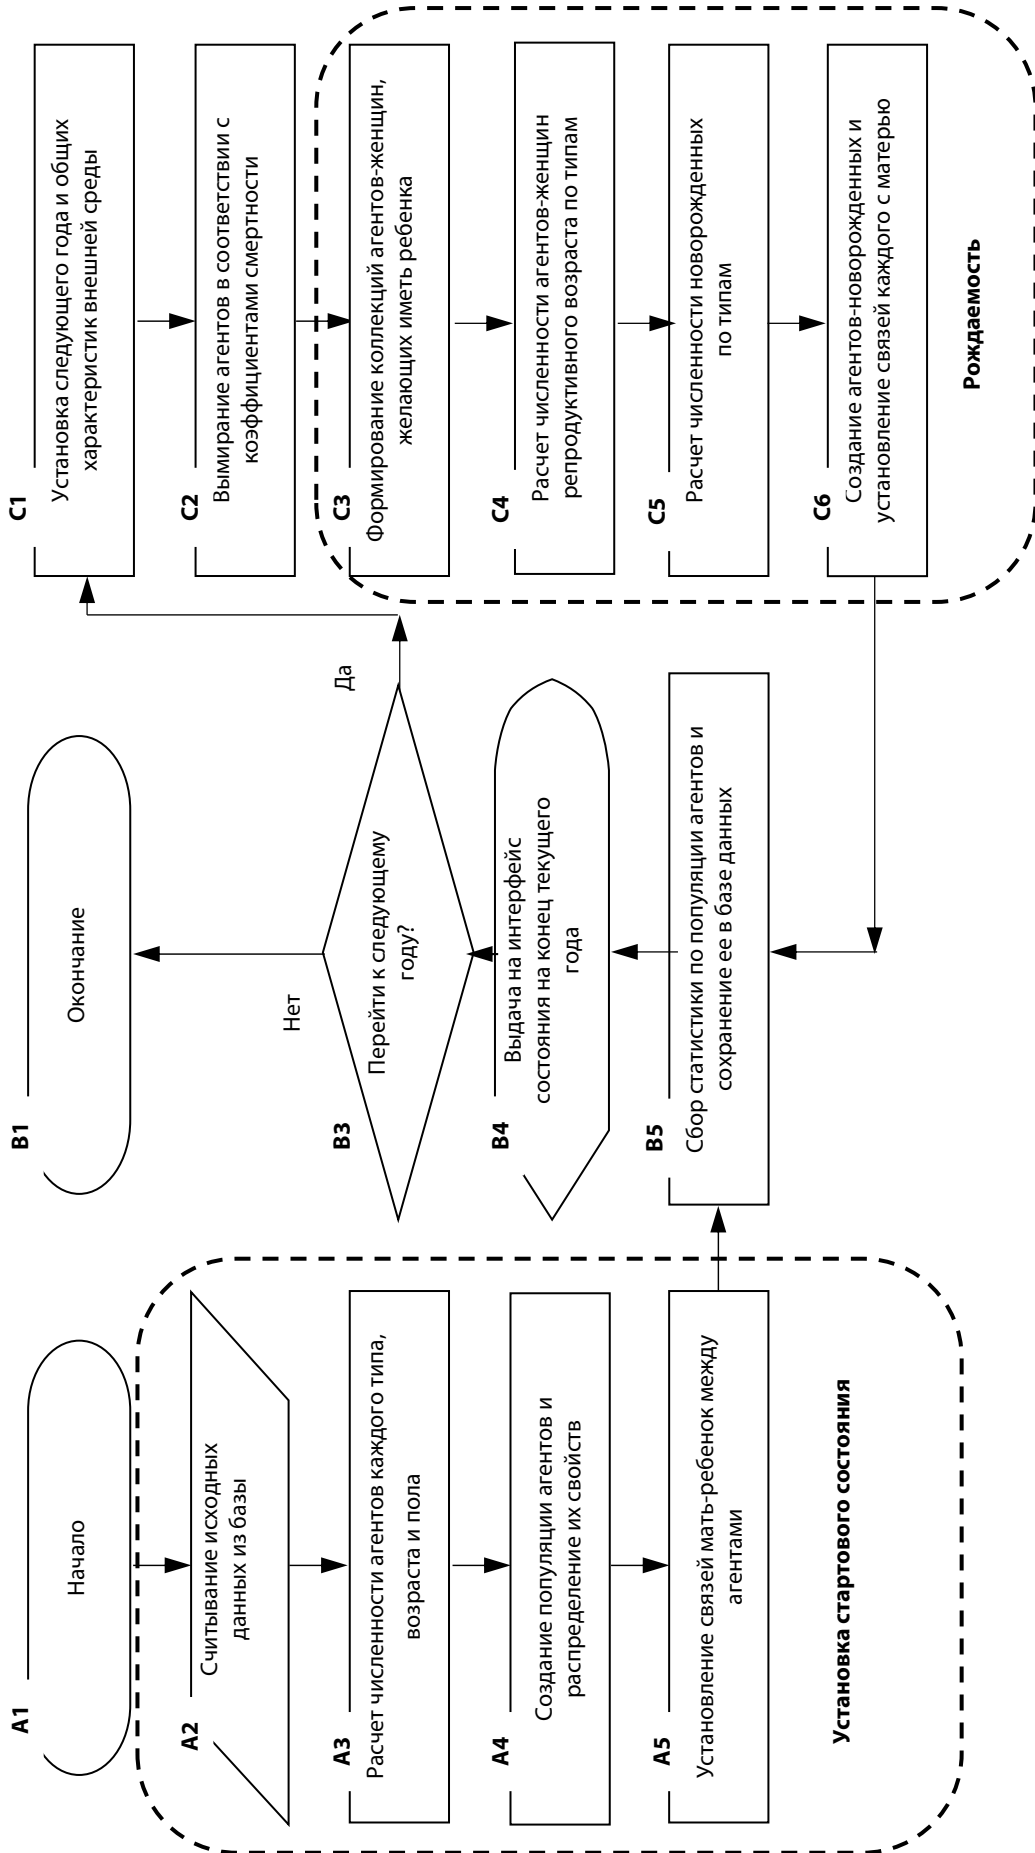 A1
Начало
A2
Считывание исходных
данных из базы
A3
Расчет численности агентов каждого типа,
возраста и пола
A4
Создание популяции агентов и
распределение их свойств
A5
Установление связей мать-ребенок между
агентами
Установка стартового состояния
B1
Окончание
Нет
B3
Перейти к следующему
году?
Да
B4
Выдача на интерфейс
состояния на конец текущего
года
B5
Сбор статистики по популяции агентов и
сохранение ее в базе данных
C1
Установка следующего года и общих
характеристик внешней среды
C2
Вымирание агентов в соответствии с
коэффициентами смертности
C3
Формирование коллекций агентов-женщин,
желающих иметь ребенка
C4
Расчет численности агентов-женщин
репродуктивного возраста по типам
C5
Расчет численности новорожденных
по типам
C6
Создание агентов-новорожденных и
установление связей каждого с матерью
Рождаемость